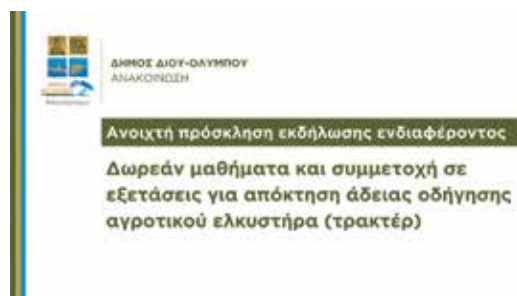 ΔΗΜΟΣ ΔΙΟΥ-ΟΛΥΜΠΟΥ
ΑΝΑΚΟΙΝΩΣΗ
Ανοιχτή πρόσκληση εκδήλωσης ενδιαφέροντος
Δωρεάν μαθήματα και συμμετοχή σε
εξετάσεις για απόκτηση άδειας οδήγησης
αγροτικού ελκυστήρα (τρακτέρ)